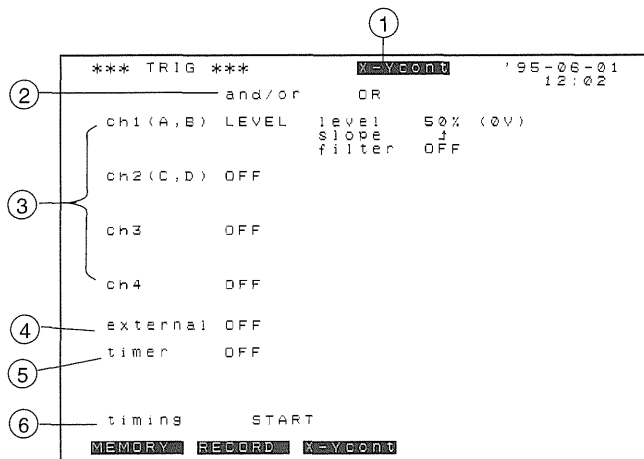 1
*** TRIG *** X-Ycont '95-06-01
12:02
2 and/or OR
ch1(A,B) LEVEL level 50% (0V)
slope ↑
filter OFF
ch2(C,D) OFF
3
ch3 OFF
ch4 OFF
4 external OFF
5 timer OFF
6 timing START
MEMORY RECORD X-Ycont